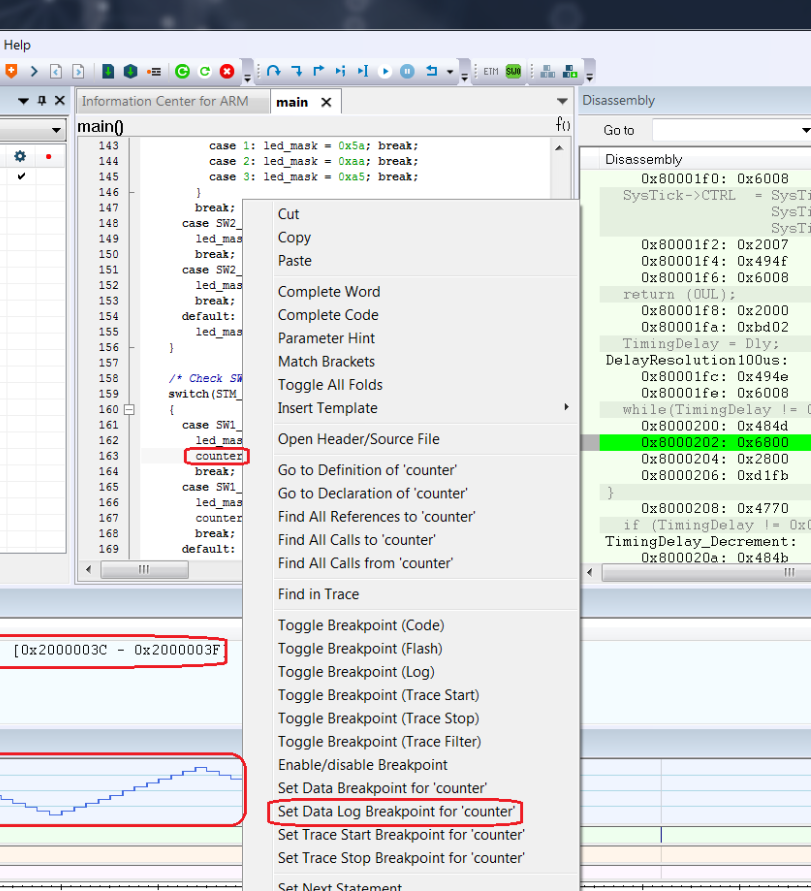 Help
ETM SWO
Information Center for ARM main
main() f()
143 case 1: led_mask = 0x5a; break;
144 case 2: led_mask = 0xaa; break;
145 case 3: led_mask = 0xa5; break;
146 }
147 break;
148 case SW2_
149 led_mas
150 break;
151 case SW2_
152 led_mas
153 break;
154 default:
155 led_mas
156 }
157
158 /* Check SW
159 switch(STM_
160 {
161 case SW1_
162 led_mas
163 counter
164 break;
165 case SW1_
166 led_mas
167 counter
168 break;
169 default:
Cut
Copy
Paste
Complete Word
Complete Code
Parameter Hint
Match Brackets
Toggle All Folds
Insert Template
Open Header/Source File
Go to Definition of 'counter'
Go to Declaration of 'counter'
Find All References to 'counter'
Find All Calls to 'counter'
Find All Calls from 'counter'
Find in Trace
Toggle Breakpoint (Code)
Toggle Breakpoint (Flash)
Toggle Breakpoint (Log)
Toggle Breakpoint (Trace Start)
Toggle Breakpoint (Trace Stop)
Toggle Breakpoint (Trace Filter)
Enable/disable Breakpoint
Set Data Breakpoint for 'counter'
Set Data Log Breakpoint for 'counter'
Set Trace Start Breakpoint for 'counter'
Set Trace Stop Breakpoint for 'counter'
Set Next Statement
Disassembly
Go to
Disassembly
0x80001f0: 0x6008
SysTick->CTRL = SysTi
SysTi
SysTi
0x80001f2: 0x2007
0x80001f4: 0x494f
0x80001f6: 0x6008
return (0UL);
0x80001f8: 0x2000
0x80001fa: 0xbd02
TimingDelay = Dly;
DelayResolution100us:
0x80001fc: 0x494e
0x80001fe: 0x6008
while(TimingDelay != 0
0x8000200: 0x484d
0x8000202: 0x6800
0x8000204: 0x2800
0x8000206: 0xd1fb
}
0x8000208: 0x4770
if (TimingDelay != 0x0
TimingDelay_Decrement:
0x800020a: 0x484b
[0x2000003C - 0x2000003F]